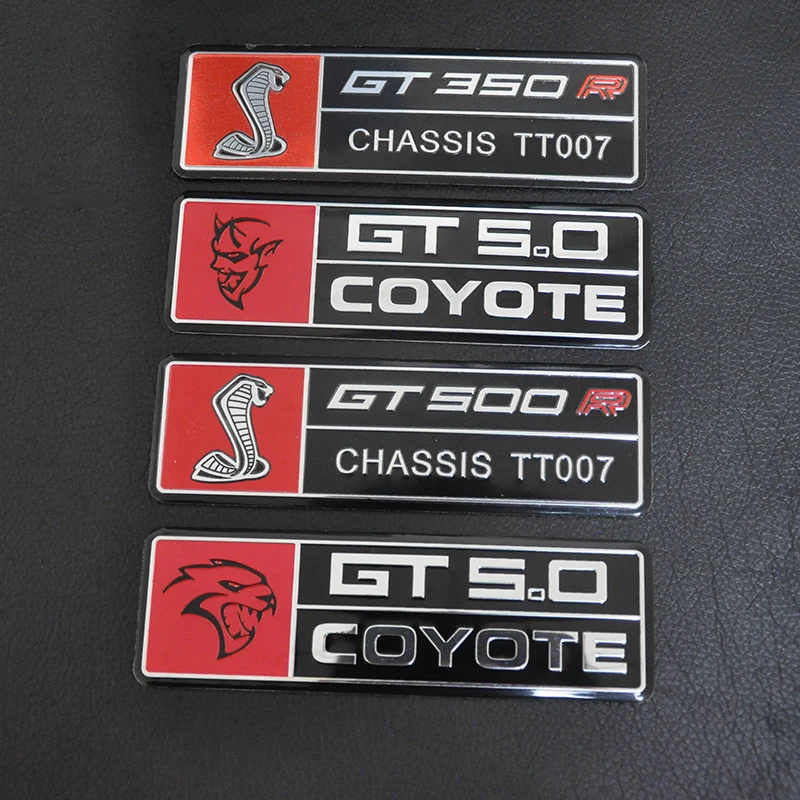 GT 350 R
CHASSIS TT007
GT 5.0
COYOTE
GT 500 R
CHASSIS TT007
GT 5.0
COYOTE